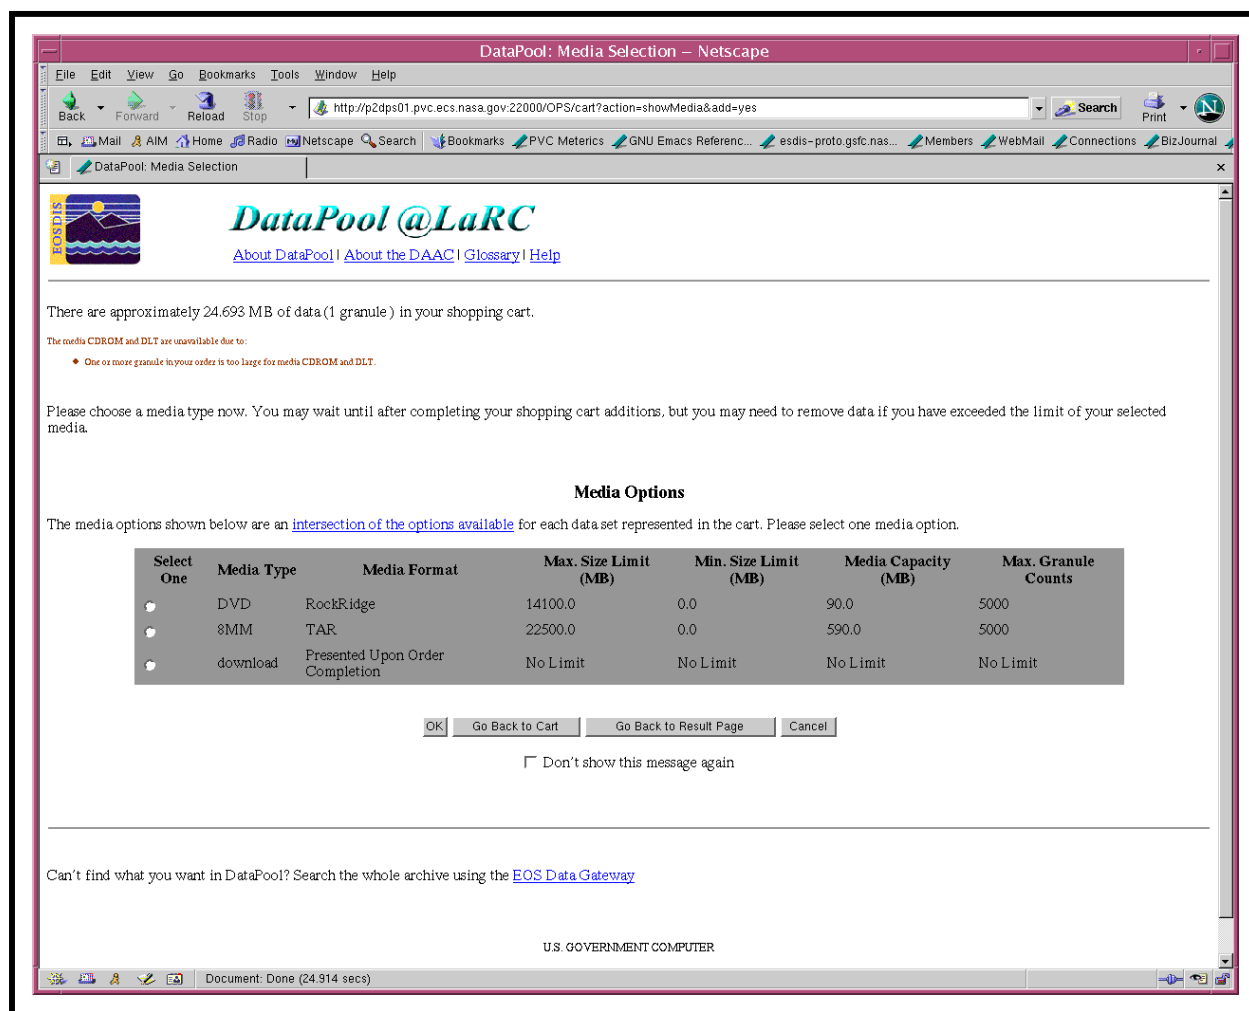 DataPool: Media Selection – Netscape
File Edit View Go Bookmarks Tools Window Help
Back Forward Reload Stop http://p2dps01.pvc.ecs.nasa.gov:22000/OPS/cart?action=showMedia&add=yes Search Print N
Mail AIM Home Radio Netscape Search Bookmarks PVC Meterics GNU Emacs Referenc... esdis-proto.gsfc.nas... Members WebMail Connections BizJournal
DataPool: Media Selection
EOSDIS
DataPool @LaRC
About DataPool | About the DAAC | Glossary | Help
There are approximately 24.693 MB of data (1 granule ) in your shopping cart.
The media CDROM and DLT are unavailable due to:
One or more granule in your order is too large for media CDROM and DLT.
Please choose a media type now. You may wait until after completing your shopping cart additions, but you may need to remove data if you have exceeded the limit of your selected
media.
Media Options
The media options shown below are an intersection of the options available for each data set represented in the cart. Please select one media option.
Select One Media Type Media Format Max. Size Limit (MB) Min. Size Limit (MB) Media Capacity (MB) Max. Granule Counts
DVD RockRidge 14100.0 0.0 90.0 5000
8MM TAR 22500.0 0.0 590.0 5000
download Presented Upon Order Completion No Limit No Limit No Limit No Limit
OK Go Back to Cart Go Back to Result Page Cancel
Don't show this message again
Can't find what you want in DataPool? Search the whole archive using the EOS Data Gateway
U.S. GOVERNMENT COMPUTER
Document: Done (24.914 secs)